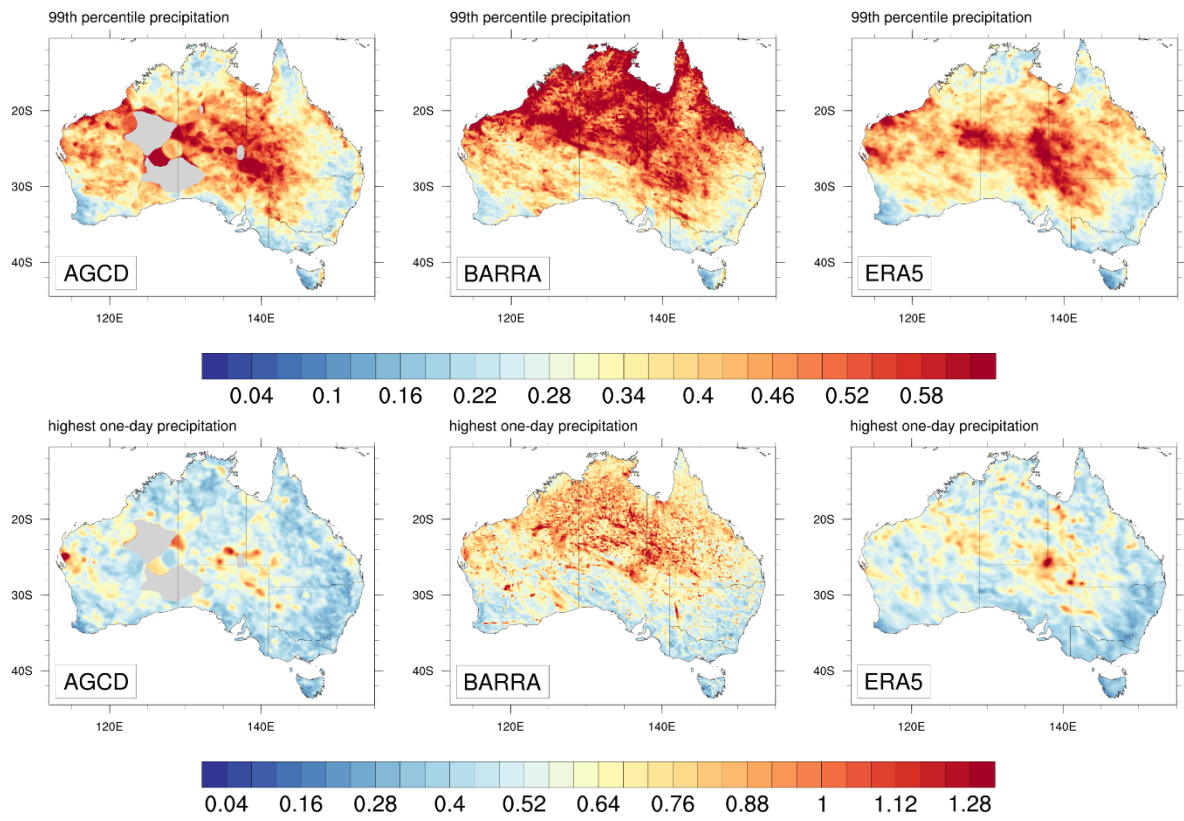 99th percentile precipitation 99th percentile precipitation 99th percentile precipitation
20S 20S 20S
30S 30S 30S
40S 40S 40S
AGCD BARRA ERA5
120E 140E 120E 140E 120E 140E
0.04 0.1 0.16 0.22 0.28 0.34 0.4 0.46 0.52 0.58
highest one-day precipitation highest one-day precipitation highest one-day precipitation
20S 20S 20S
30S 30S 30S
40S 40S 40S
AGCD BARRA ERA5
120E 140E 120E 140E 120E 140E
0.04 0.16 0.28 0.4 0.52 0.64 0.76 0.88 1 1.12 1.28